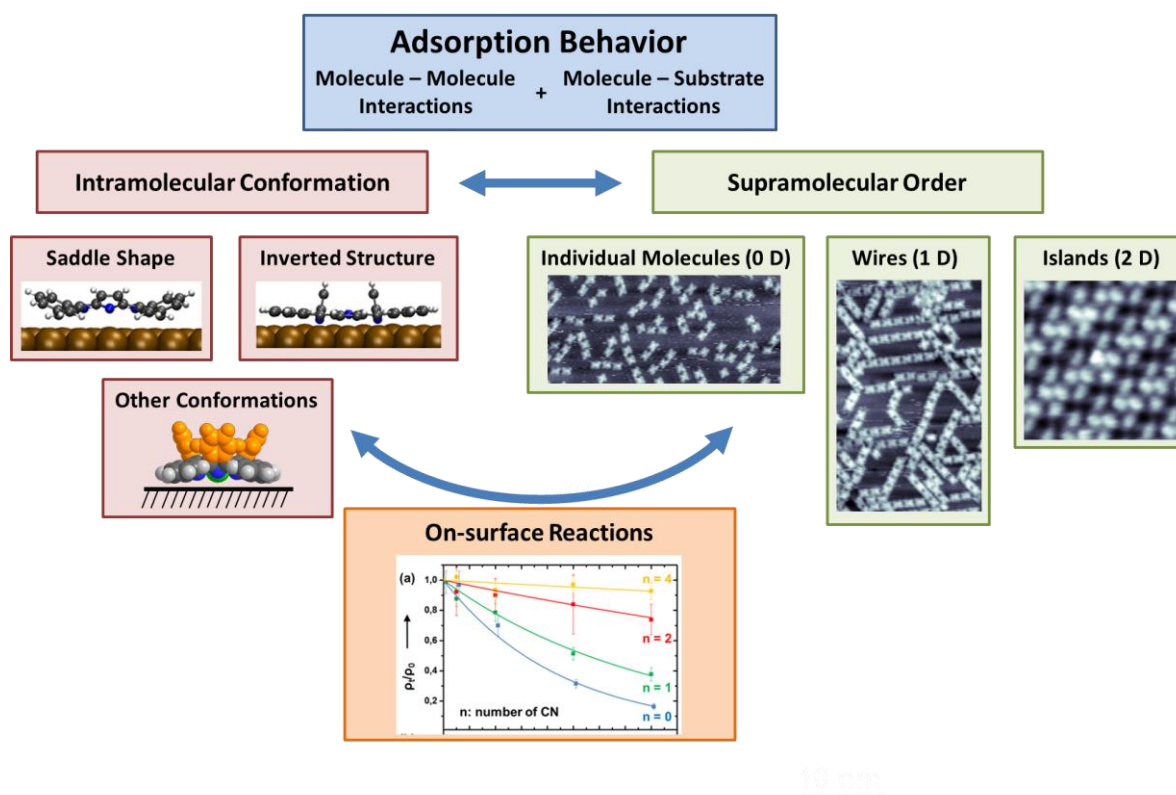 Adsorption Behavior
Molecule – Molecule
Interactions
+
Molecule – Substrate
Interactions
Intramolecular Conformation
Supramolecular Order
Saddle Shape
Inverted Structure
Other Conformations
Individual Molecules (0 D)
Wires (1 D)
Islands (2 D)
On-surface Reactions
(a)
1,0
0,8
0,6
0,4
0,2
ρt/ρ0
n = 4
n = 2
n = 1
n = 0
n: number of CN
10 nm